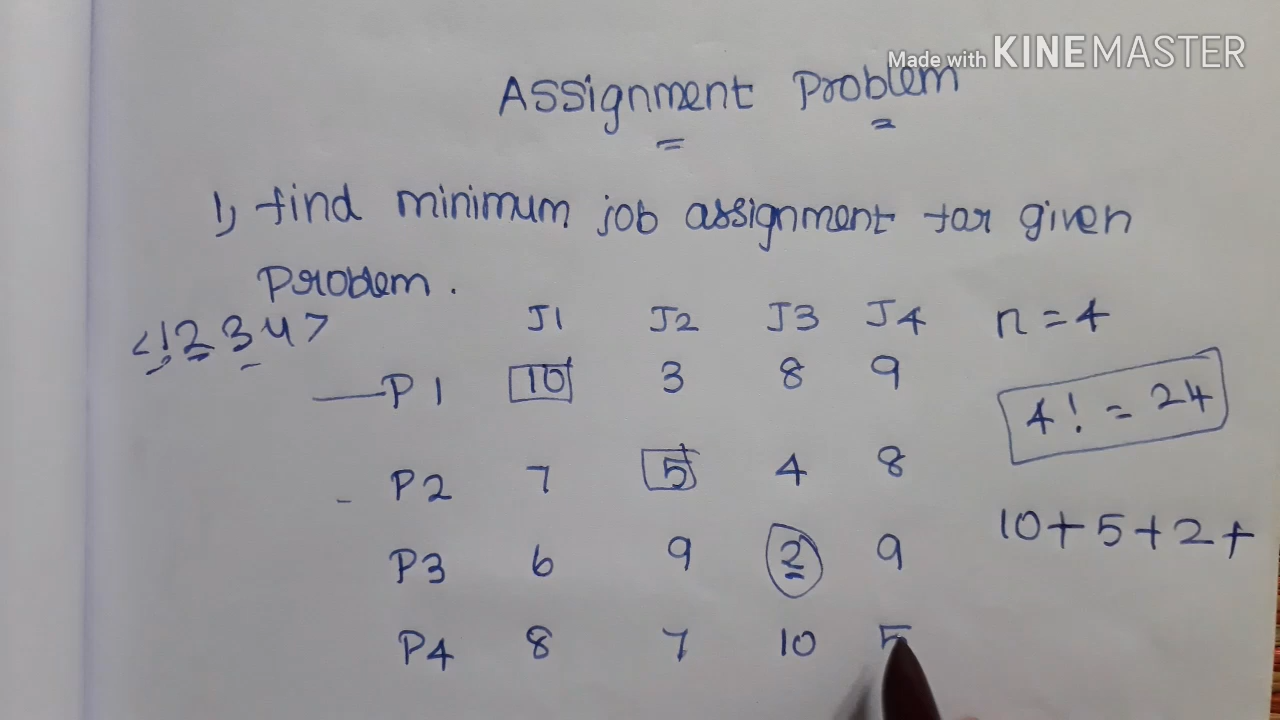 Made with KINEMASTER
Assignment Problem
1, find minimum job assignment for given
Problem.
<1 2 3 4>
J1 J2 J3 J4 n = 4
P1 10 3 8 9 4! = 24
P2 7 5 4 8
10+5+2+
P3 6 9 2 9
P4 8 7 10 5